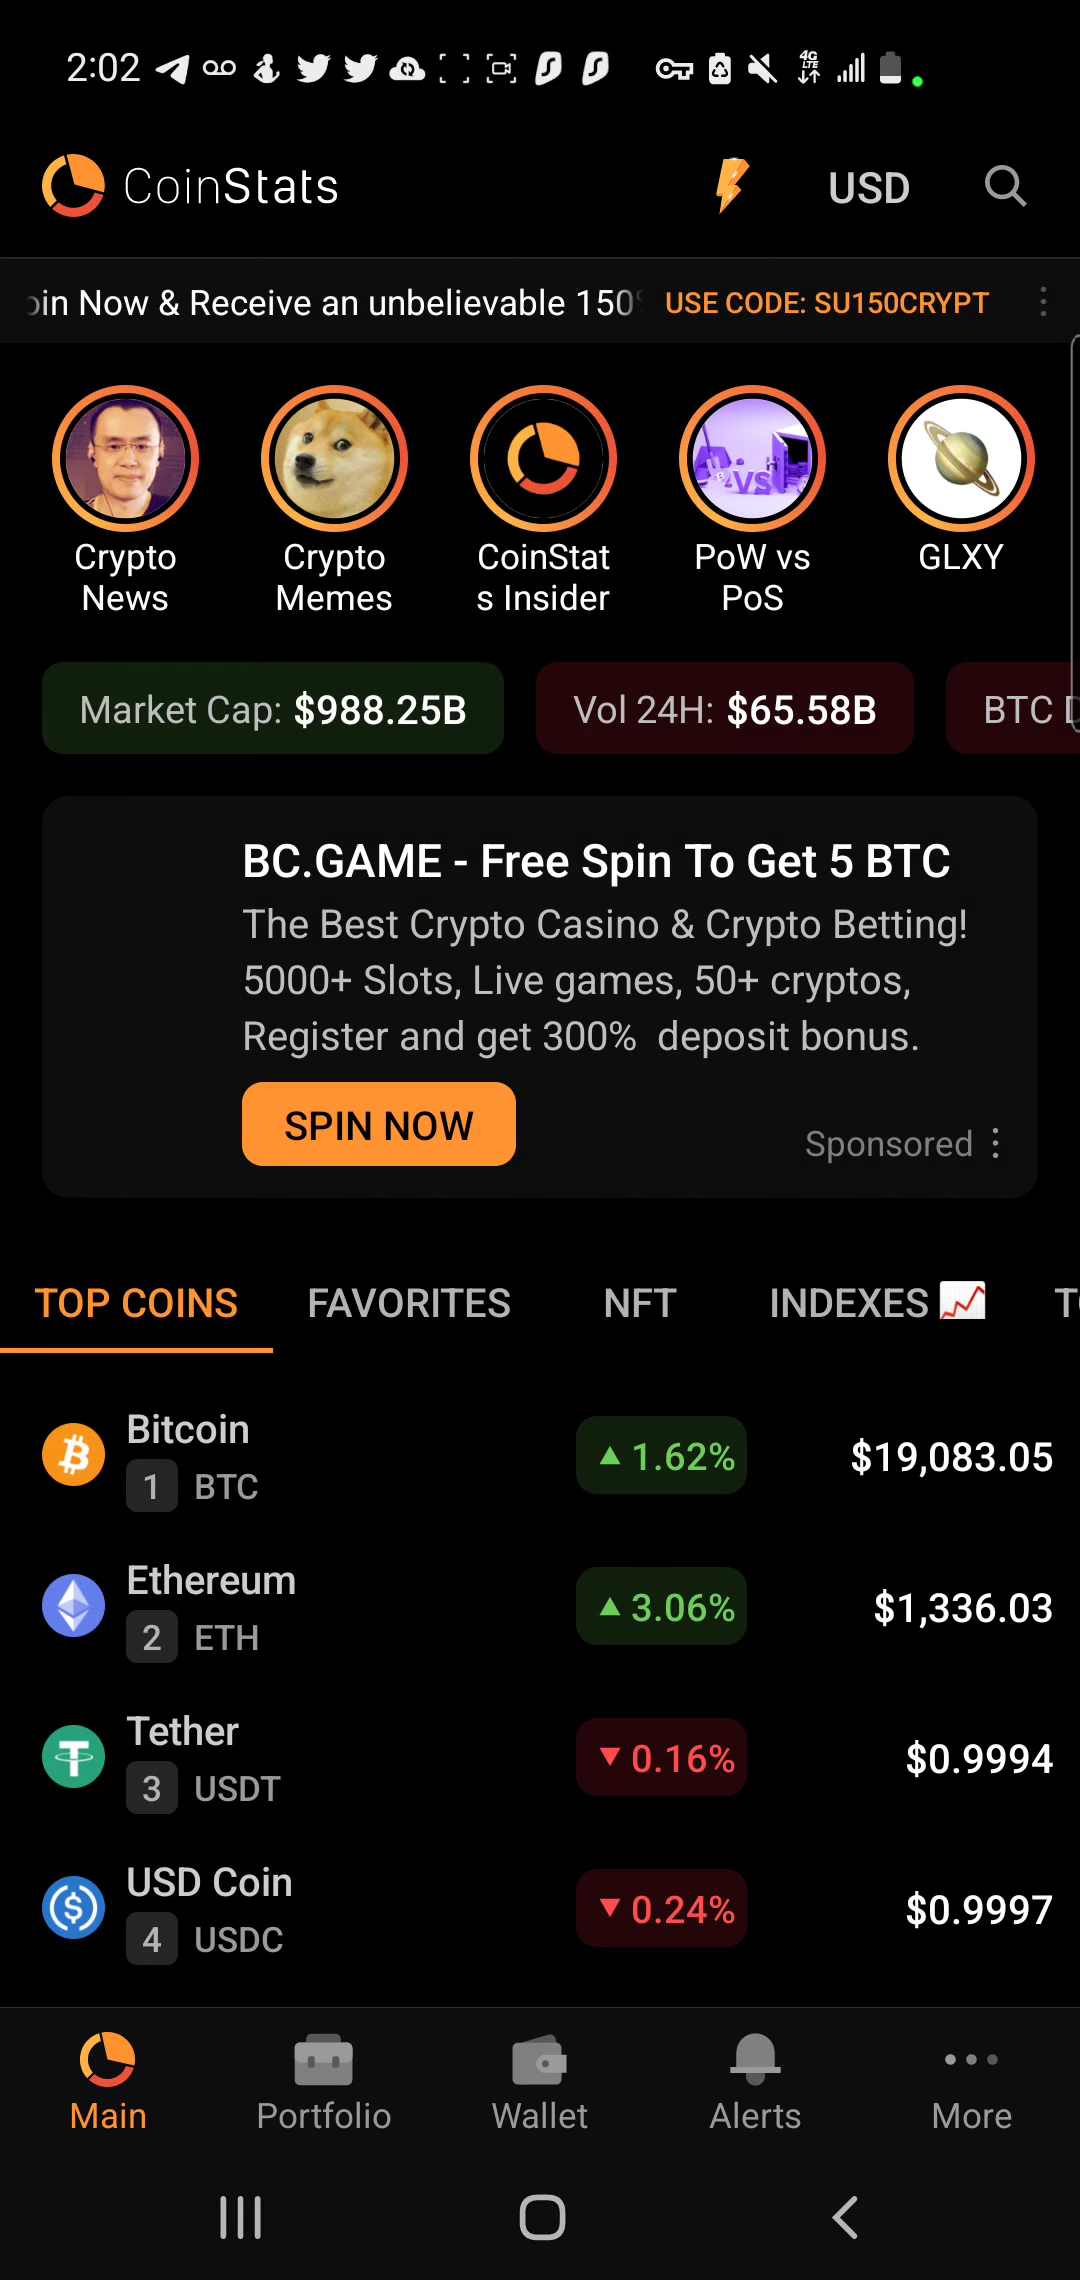 2:02
4G
LTE
CoinStats
USD
oin Now & Receive an unbelievable 150
USE CODE: SU150CRYPT
Crypto
News
Crypto
Memes
CoinStat
s Insider
PoW vs
PoS
GLXY
VS
Market Cap: $988.25B
Vol 24H: $65.58B
BTC D
BC.GAME - Free Spin To Get 5 BTC
The Best Crypto Casino & Crypto Betting!
5000+ Slots, Live games, 50+ cryptos,
Register and get 300% deposit bonus.
SPIN NOW
Sponsored
TOP COINS
FAVORITES
NFT
INDEXES
Bitcoin
1 BTC
▲ 1.62%
$19,083.05
Ethereum
2 ETH
▲ 3.06%
$1,336.03
Tether
3 USDT
▼ 0.16%
$0.9994
USD Coin
4 USDC
▼ 0.24%
$0.9997
Main
Portfolio
Wallet
Alerts
More